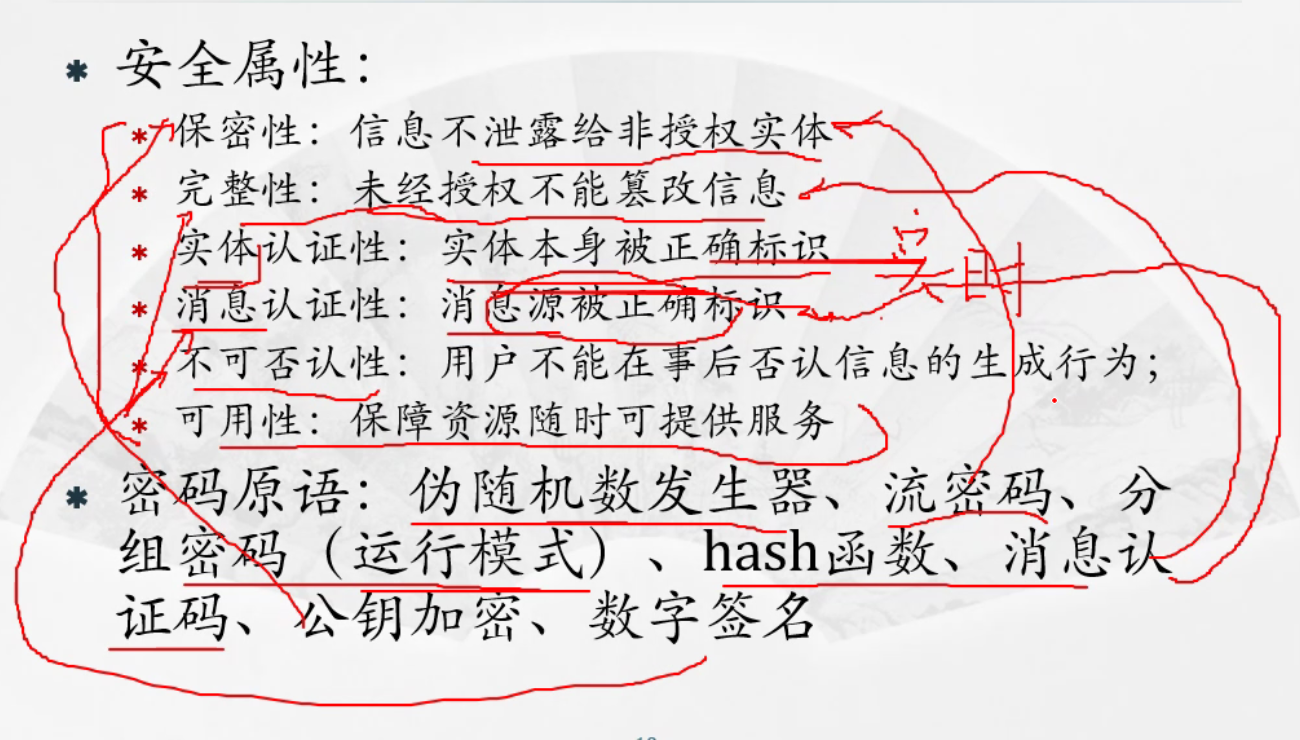 * 安全属性：
* 保密性：信息不泄露给非授权实体
* 完整性：未经授权不能篡改信息
* 实体认证性：实体本身被正确标识
实时
* 消息认证性：消息源被正确标识
* 不可否认性：用户不能在事后否认信息的生成行为；
* 可用性：保障资源随时可提供服务
* 密码原语：伪随机数发生器、流密码、分
组密码（运行模式）、hash函数、消息认
证码、公钥加密、数字签名